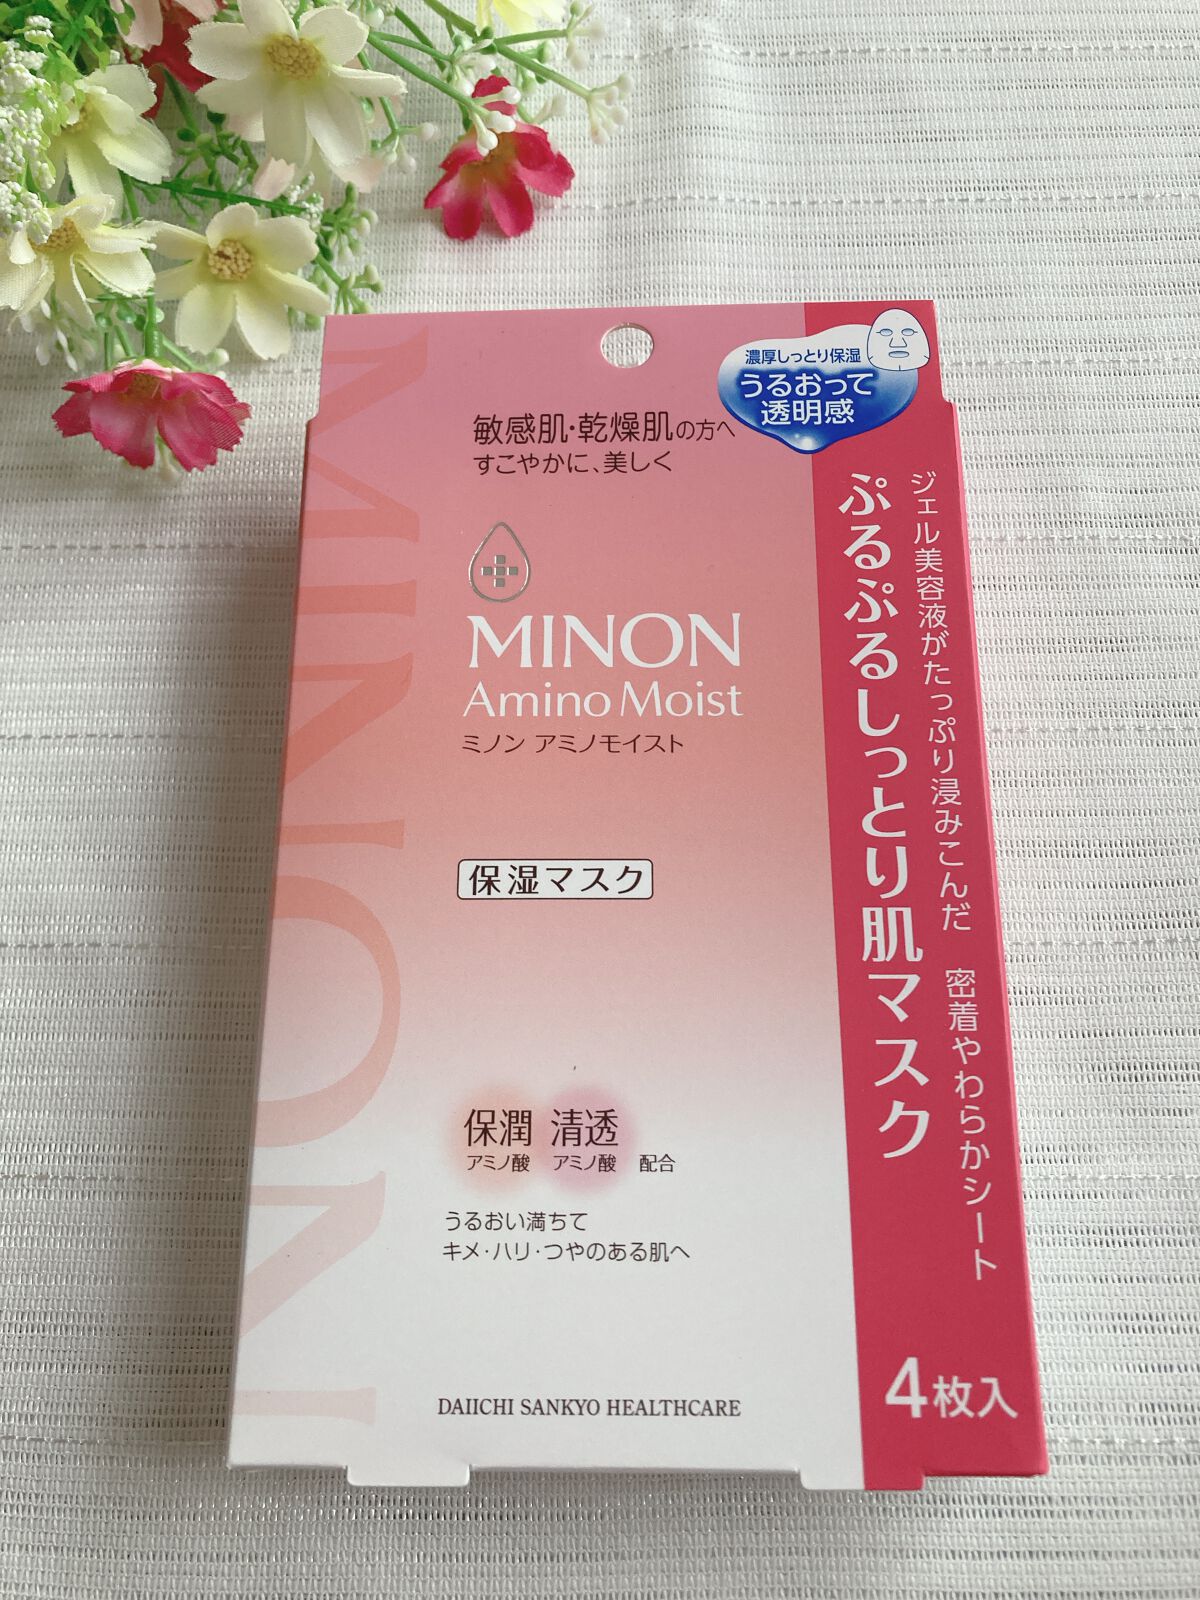 濃厚しっとり保湿
うるおって
透明感
敏感肌・乾燥肌の方へ
すこやかに、美しく
MINON
Amino Moist
ミノン アミノモイスト
保湿マスク
保潤 清透
アミノ酸 アミノ酸 配合
うるおい満ちて
キメ・ハリ・つやのある肌へ
DAIICHI SANKYO HEALTHCARE
MINON
ジェル美容液がたっぷり浸みこんだ 密着やわらかシート
ぷるぷるしっとり肌マスク
4枚入